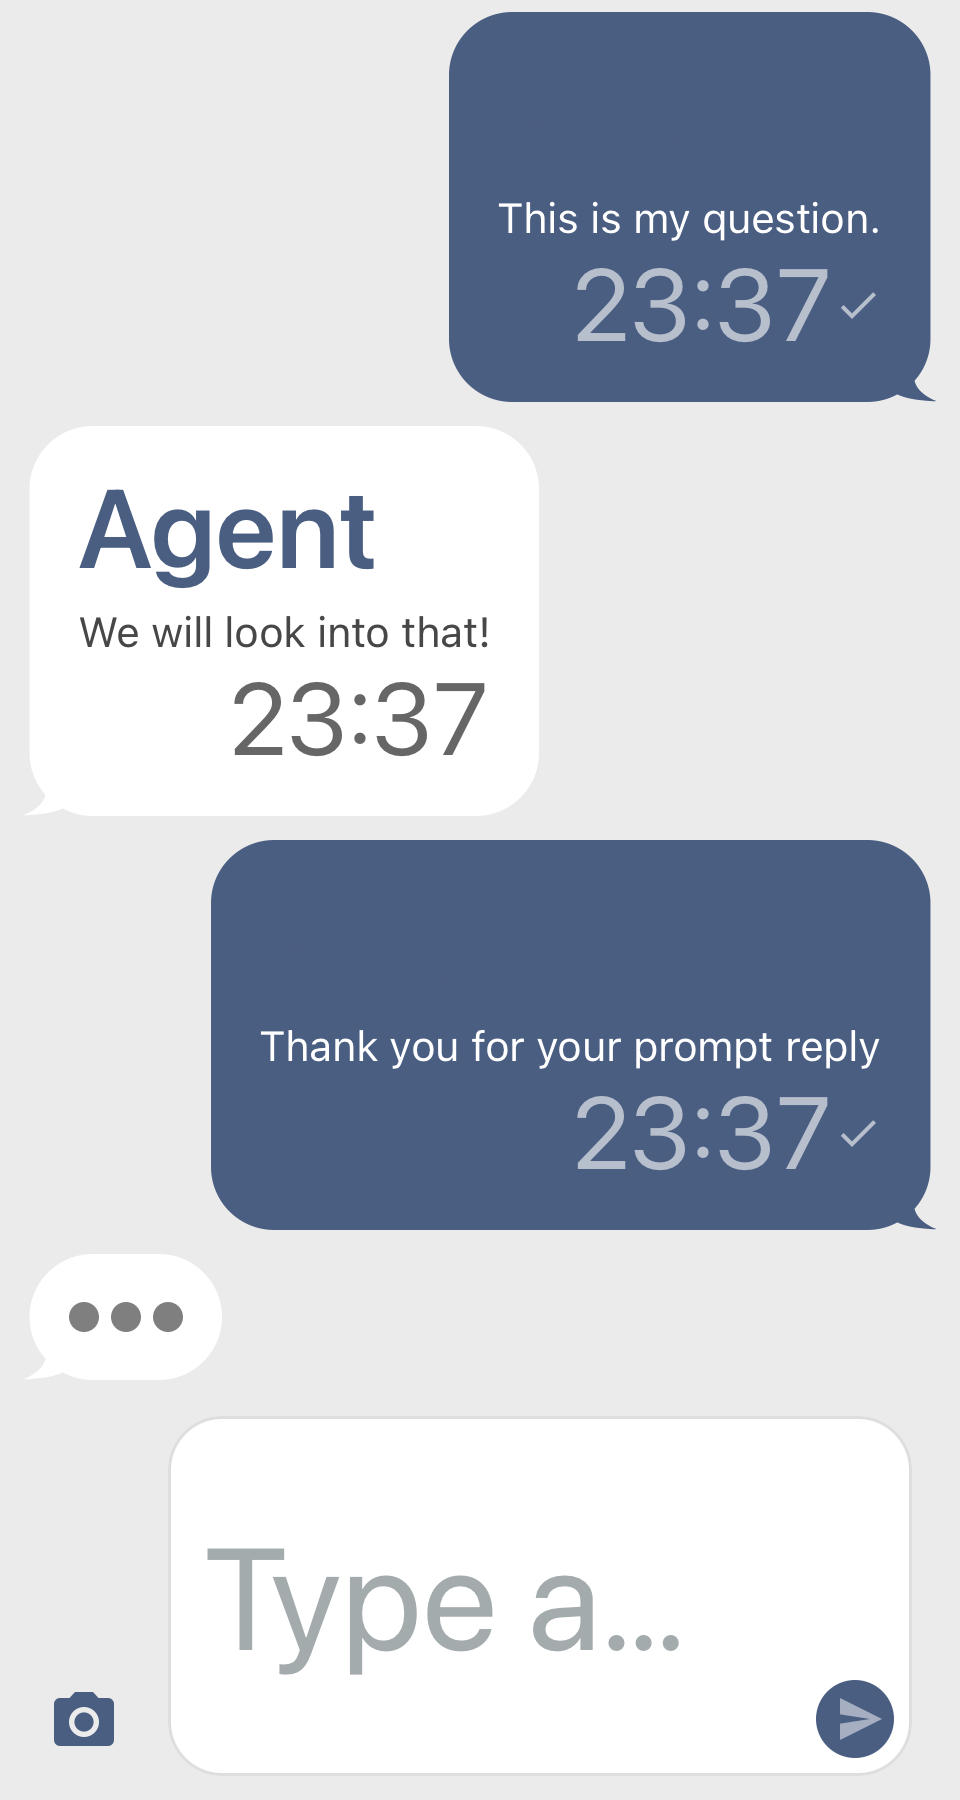 This is my question.
23:37
Agent
We will look into that!
23:37
Thank you for your prompt reply
23:37
Type a...